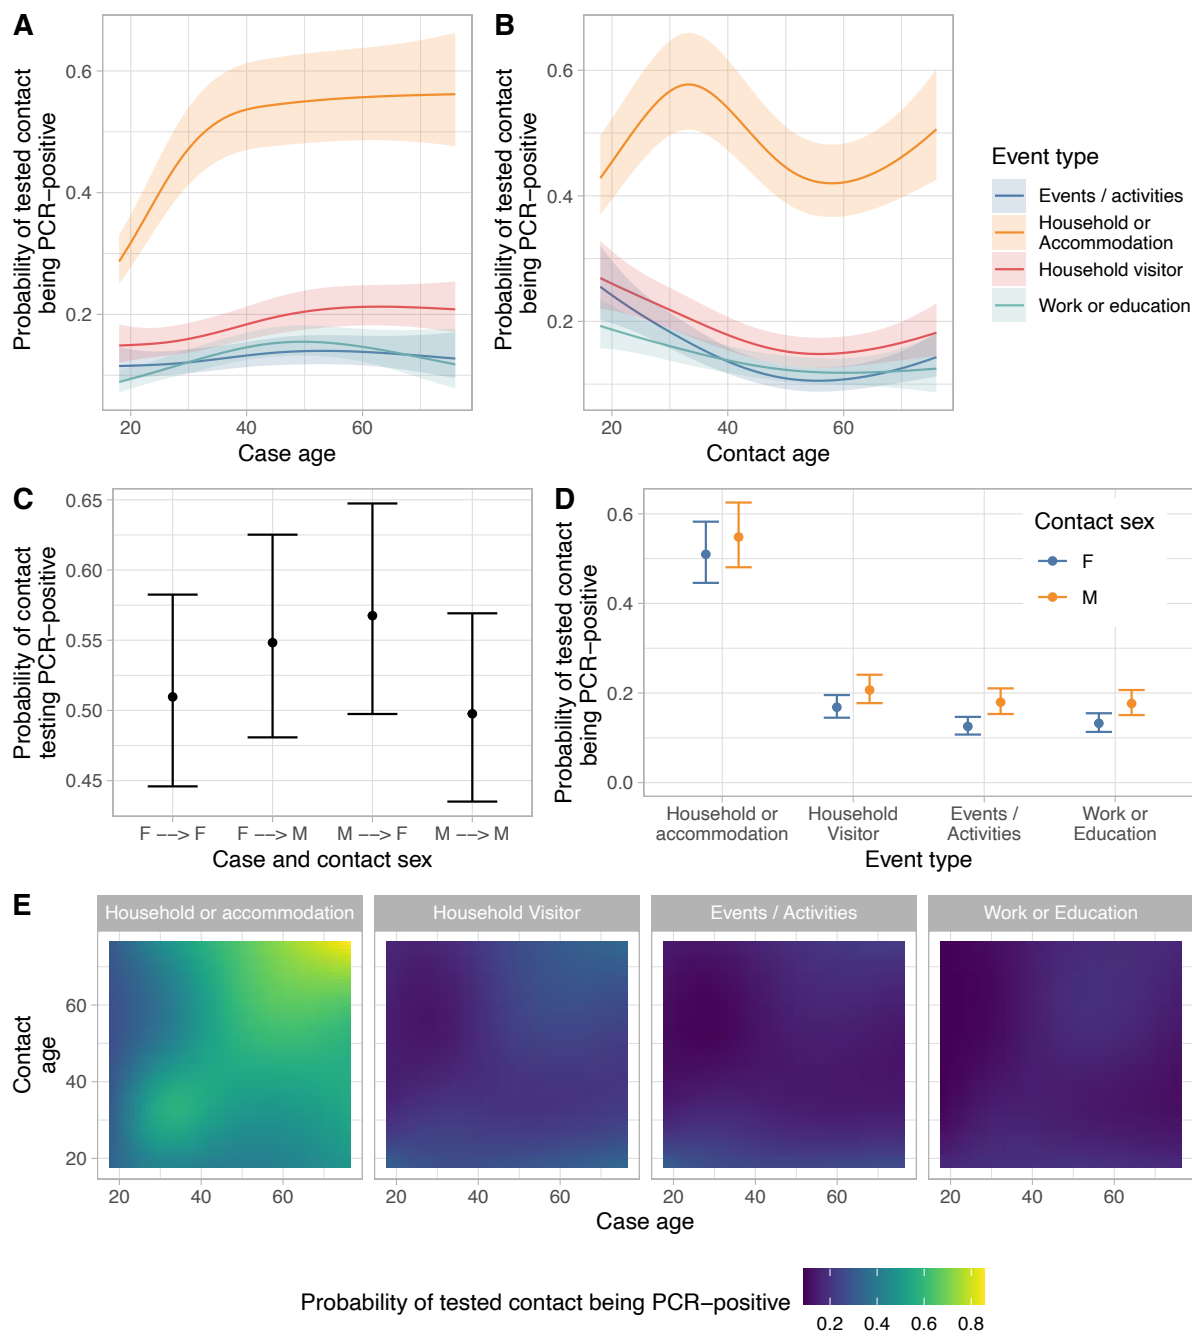 A
Probability of tested contact
being PCR−positive
0.6
0.4
0.2
20 40 60
Case age
B
Probability of tested contact
being PCR−positive
0.6
0.4
0.2
20 40 60
Contact age
Event type
Events / activities
Household or
Accommodation
Household visitor
Work or education
C
Probability of contact
testing PCR−positive
0.65
0.60
0.55
0.50
0.45
F −−> F F −−> M M −−> F M −−> M
Case and contact sex
D
Probability of tested contact
being PCR−positive
0.6
0.4
0.2
0.0
Contact sex
F
M
Household or
accommodation
Household
Visitor
Events /
Activities
Work or
Education
Event type
E
Household or accommodation
Household Visitor
Events / Activities
Work or Education
Contact
age
60
40
20
20 40 60
20 40 60
20 40 60
20 40 60
Case age
Probability of tested contact being PCR−positive
0.2 0.4 0.6 0.8